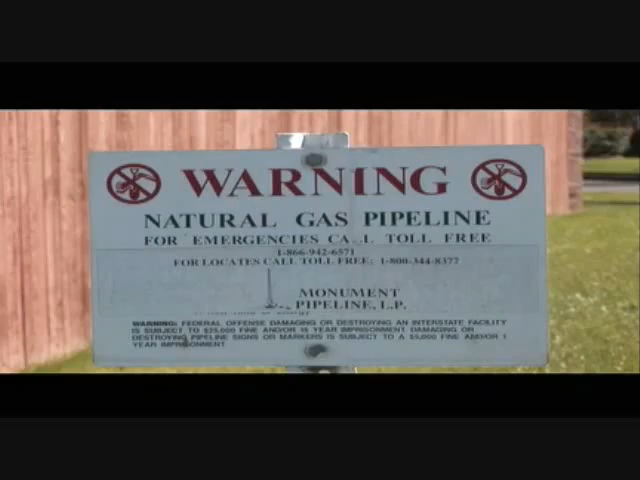 WARNING
NATURAL GAS PIPELINE
FOR EMERGENCIES CALL TOLL FREE
1-866-942-6571
FOR LOCATES CALL TOLL FREE: 1-800-344-8377
MONUMENT
PIPELINE, L.P.
WARNING: FEDERAL OFFENSE DAMAGING OR DESTROYING AN INTERSTATE FACILITY
IS SUBJECT TO $25,000 FINE AND/OR 15 YEAR IMPRISONMENT. DAMAGING OR
DESTROYING PIPELINE SIGNS OR MARKERS IS SUBJECT TO A $5,000 FINE AND/OR 1
YEAR IMPRISONMENT